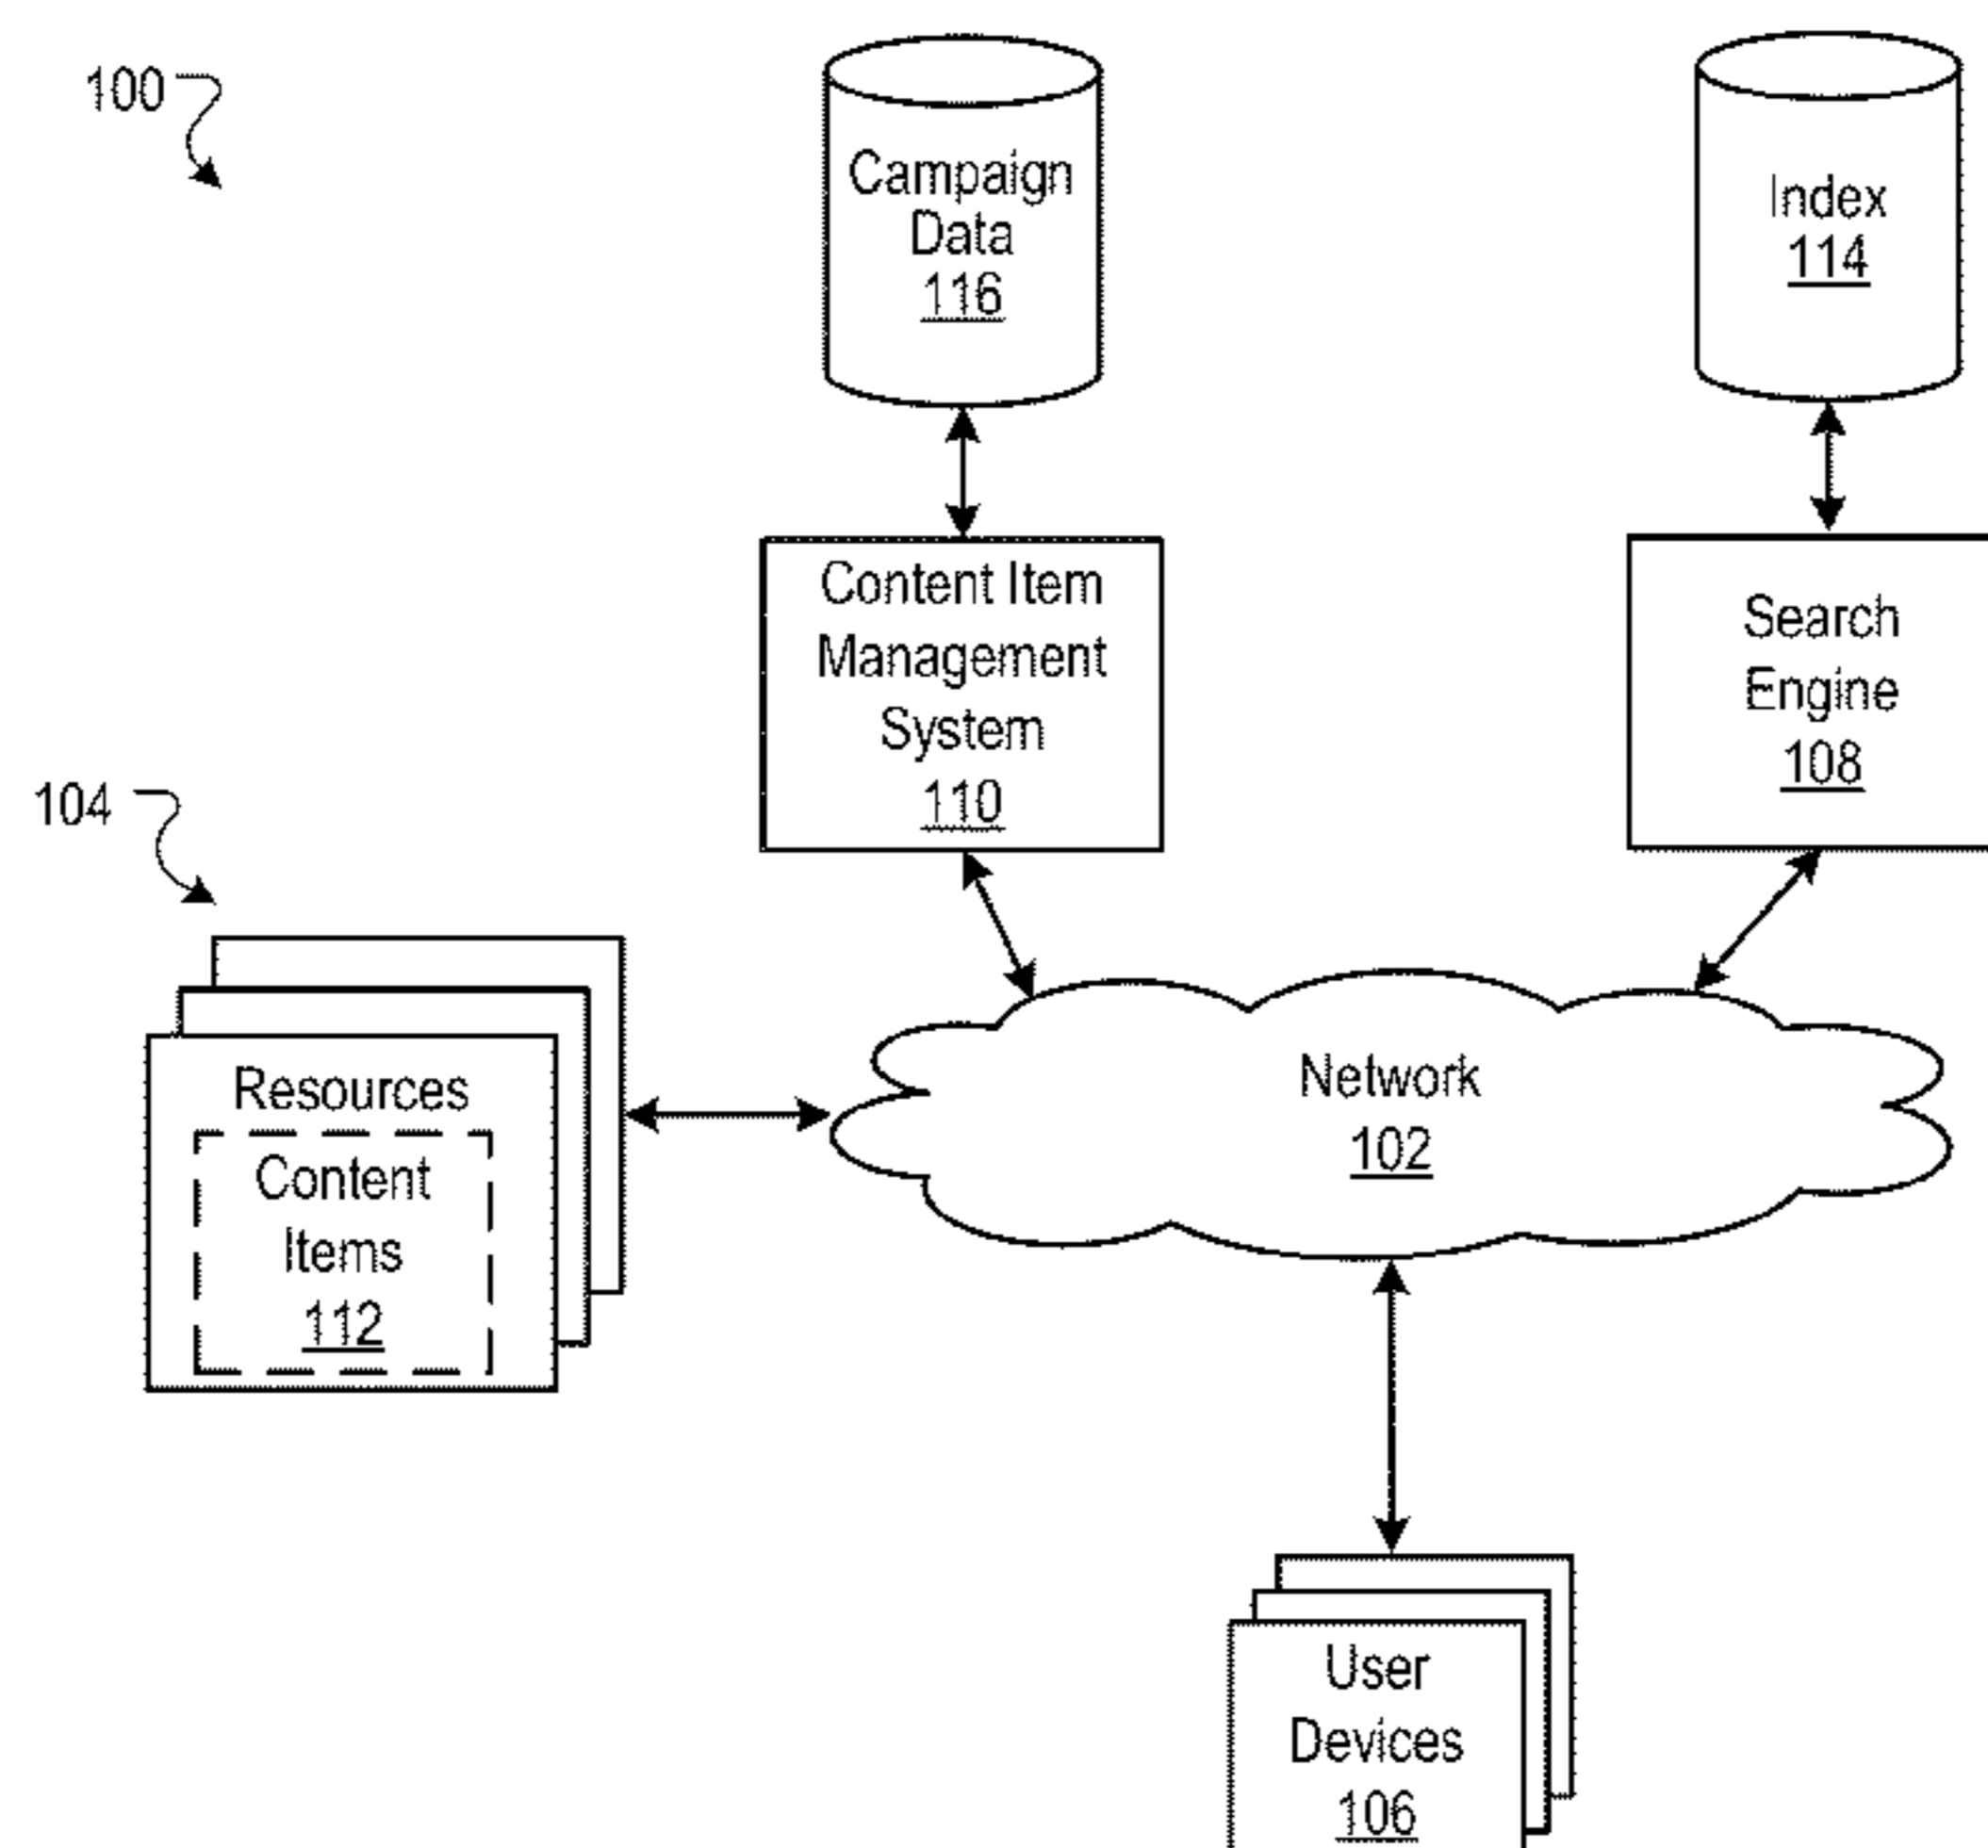 100
Campaign
Data
116
Index
114
Content Item
Management
System
110
Search
Engine
108
104
Resources
Content
Items
112
Network
102
User
Devices
106